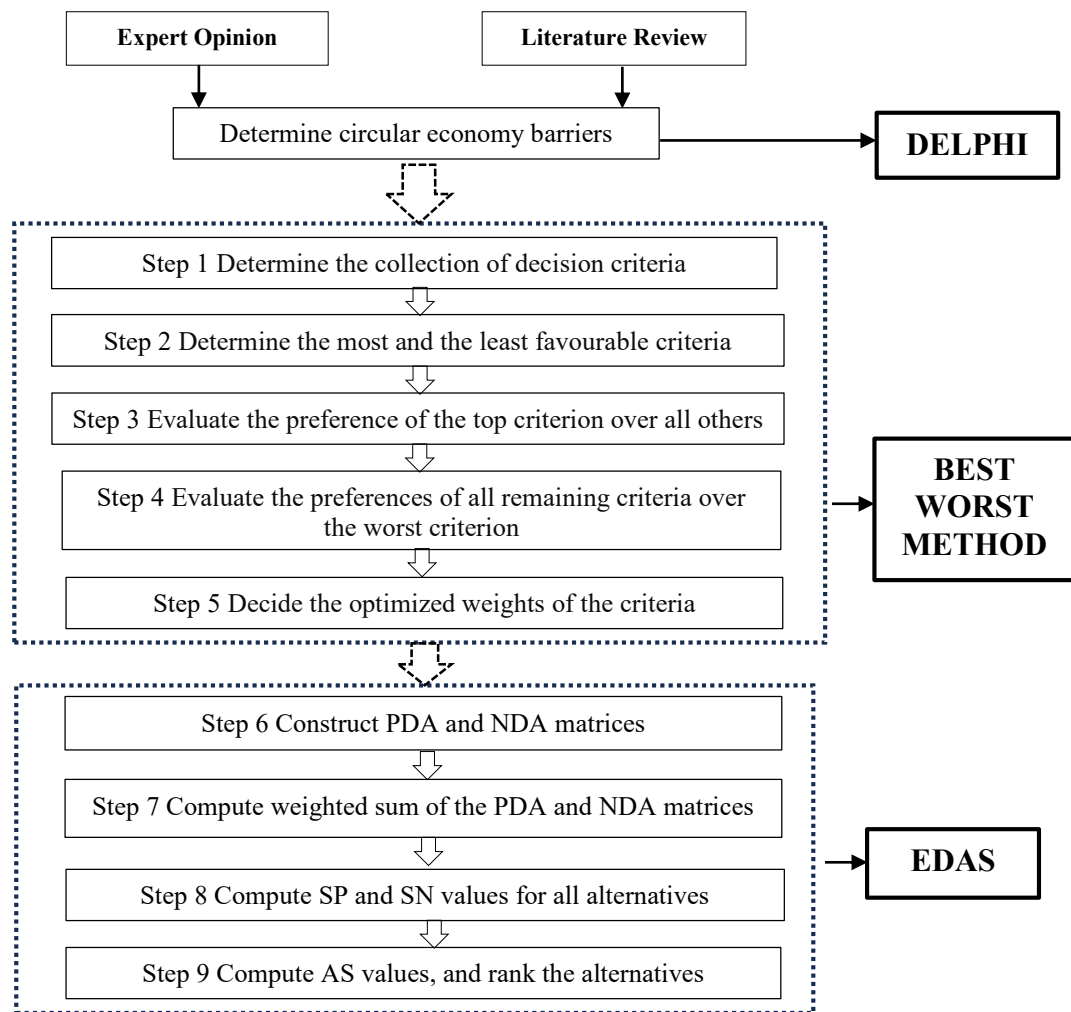 Expert Opinion
Literature Review
Determine circular economy barriers
DELPHI
Step 1 Determine the collection of decision criteria
Step 2 Determine the most and the least favourable criteria
Step 3 Evaluate the preference of the top criterion over all others
Step 4 Evaluate the preferences of all remaining criteria over
the worst criterion
Step 5 Decide the optimized weights of the criteria
BEST
WORST
METHOD
Step 6 Construct PDA and NDA matrices
Step 7 Compute weighted sum of the PDA and NDA matrices
Step 8 Compute SP and SN values for all alternatives
Step 9 Compute AS values, and rank the alternatives
EDAS